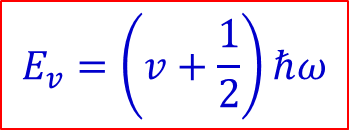 E_v = (v + 1/2) ħω